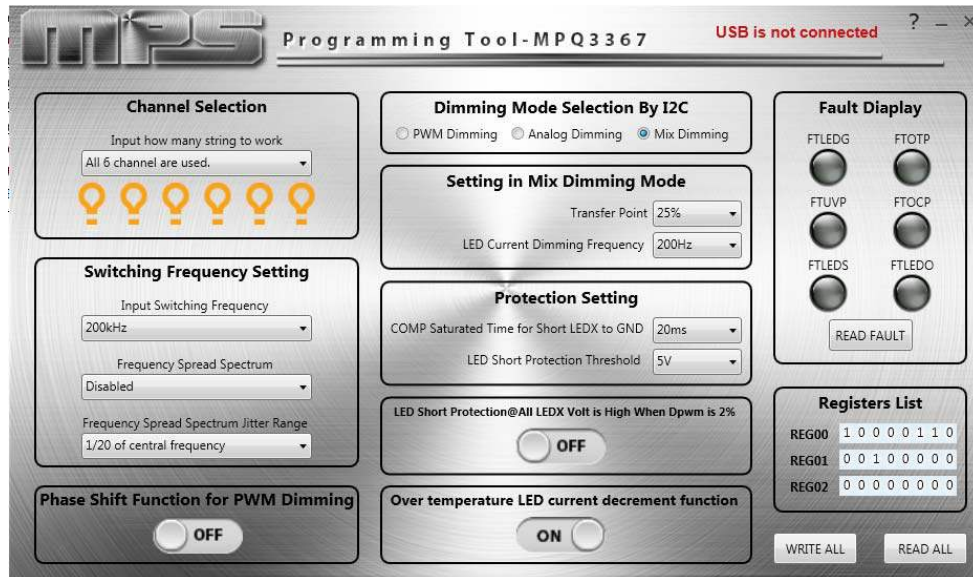 MPS
Programming Tool-MPQ3367
USB is not connected
? – ×
Channel Selection
Input how many string to work
All 6 channel are used.
Switching Frequency Setting
Input Switching Frequency
200kHz
Frequency Spread Spectrum
Disabled
Frequency Spread Spectrum Jitter Range
1/20 of central frequency
Phase Shift Function for PWM Dimming
OFF
Dimming Mode Selection By I2C
PWM Dimming Analog Dimming Mix Dimming
Setting in Mix Dimming Mode
Transfer Point 25%
LED Current Dimming Frequency 200Hz
Protection Setting
COMP Saturated Time for Short LEDX to GND 20ms
LED Short Protection Threshold 5V
LED Short Protection@All LEDX Volt is High When Dpwm is 2%
OFF
Over temperature LED current decrement function
ON
Fault Display
FTLEDG FTOTP
FTUVP FTOCP
FTLEDS FTLEDO
READ FAULT
Registers List
REG00 1 0 0 0 0 1 1 0
REG01 0 0 1 0 0 0 0 0
REG02 0 0 0 0 0 0 0 0
WRITE ALL READ ALL